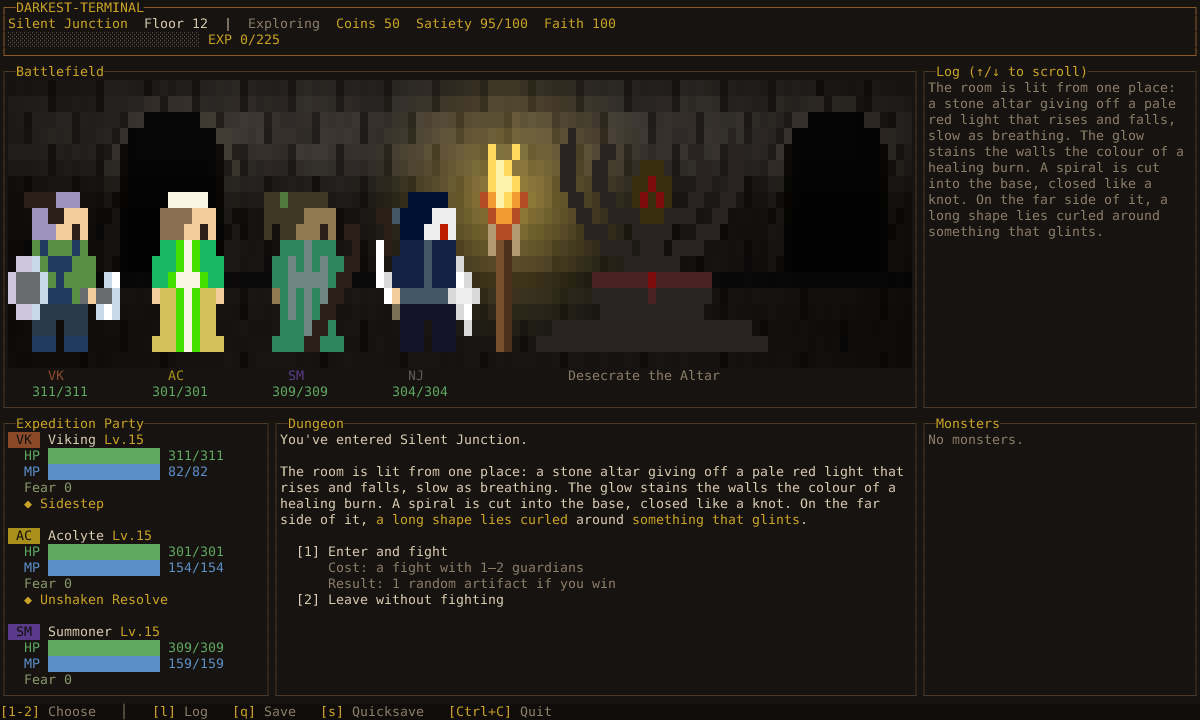 DARKEST-TERMINAL
Silent Junction  Floor 12  |  Exploring  Coins 50  Satiety 95/100  Faith 100
EXP 0/225
Battlefield
VK AC SM NJ Desecrate the Altar
311/311 301/301 309/309 304/304
Log (↑/↓ to scroll)
The room is lit from one place:
a stone altar giving off a pale
red light that rises and falls,
slow as breathing. The glow
stains the walls the colour of a
healing burn. A spiral is cut
into the base, closed like a
knot. On the far side of it, a
long shape lies curled around
something that glints.
Expedition Party
VK Viking Lv.15
HP 311/311
MP 82/82
Fear 0
◆ Sidestep
AC Acolyte Lv.15
HP 301/301
MP 154/154
Fear 0
◆ Unshaken Resolve
SM Summoner Lv.15
HP 309/309
MP 159/159
Fear 0
Dungeon
You've entered Silent Junction.
The room is lit from one place: a stone altar giving off a pale red light that
rises and falls, slow as breathing. The glow stains the walls the colour of a
healing burn. A spiral is cut into the base, closed like a knot. On the far
side of it, a long shape lies curled around something that glints.
[1] Enter and fight
Cost: a fight with 1–2 guardians
Result: 1 random artifact if you win
[2] Leave without fighting
Monsters
No monsters.
[1-2] Choose │ [l] Log [q] Save [s] Quicksave [Ctrl+C] Quit